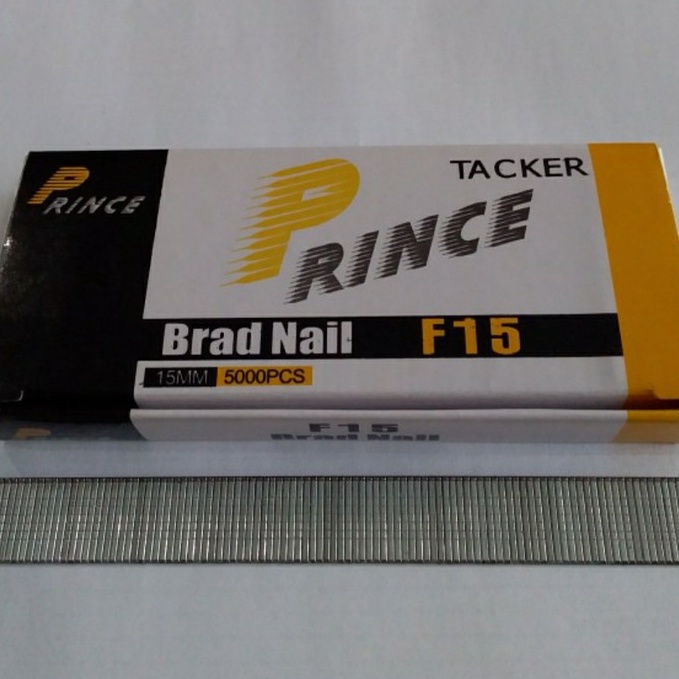 PRINCE
TACKER
PRINCE
Brad Nail F15
15MM 5000PCS
F15
Brad Nail